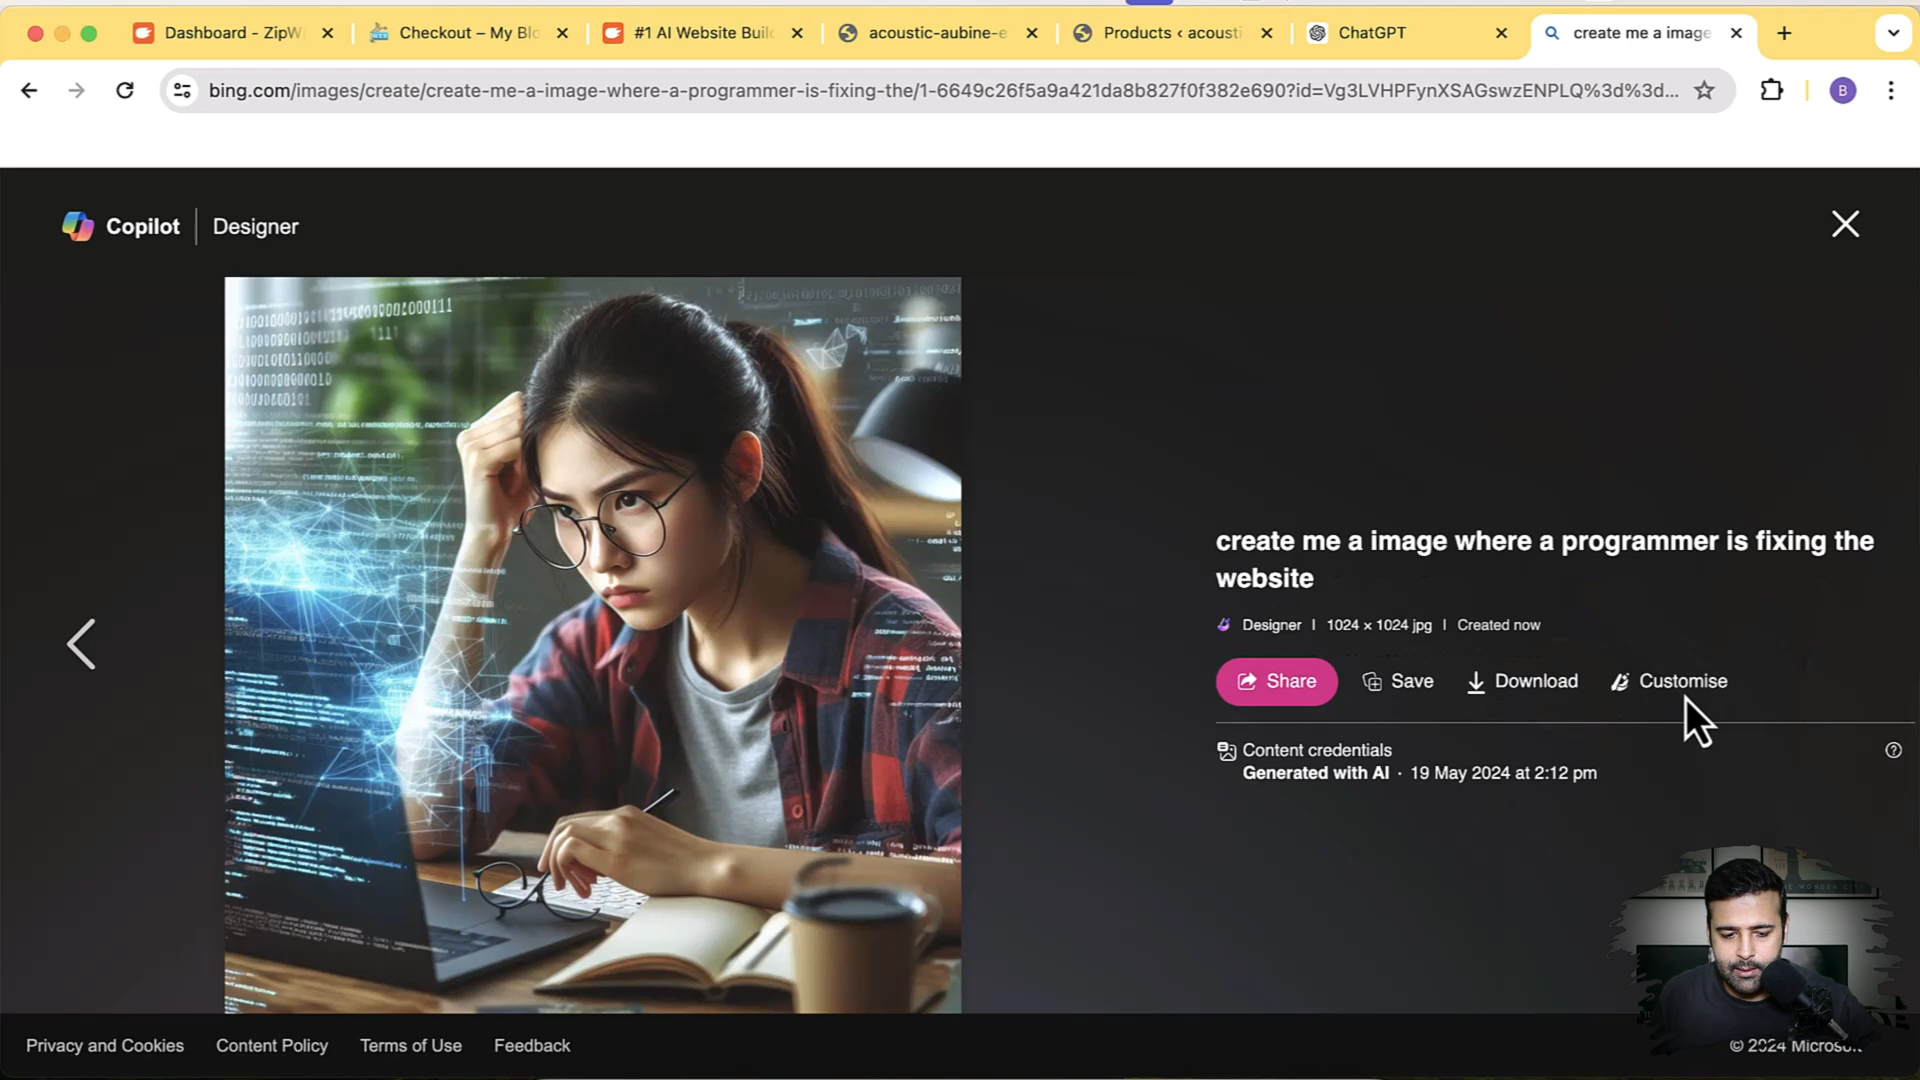 Dashboard - ZipW
Checkout – My Blo
#1 AI Website Buil
acoustic-aubine-e
Products ‹ acousti
ChatGPT
create me a image
bing.com/images/create/create-me-a-image-where-a-programmer-is-fixing-the/1-6649c26f5a9a421da8b827f0f382e690?id=Vg3LVHPFynXSAGswzENPLQ%3d%3d...
B
Copilot | Designer
create me a image where a programmer is fixing the
website
Designer | 1024 × 1024 jpg | Created now
Share Save Download Customise
Content credentials
Generated with AI · 19 May 2024 at 2:12 pm
Privacy and Cookies Content Policy Terms of Use Feedback
© 2024 Microsoft